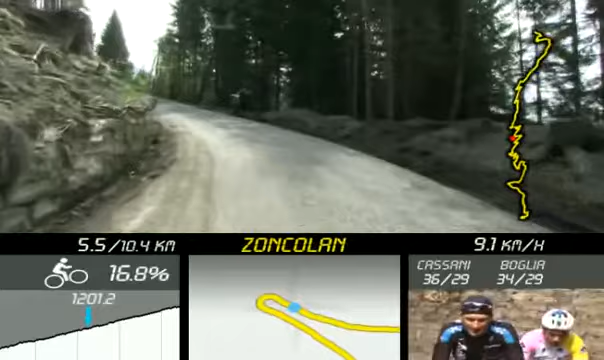 5.5/10.4 KM
ZONCOLAN
9.1 KM/H
16.8%
1201.2
CASSANI BOGLIA
36/29 34/29